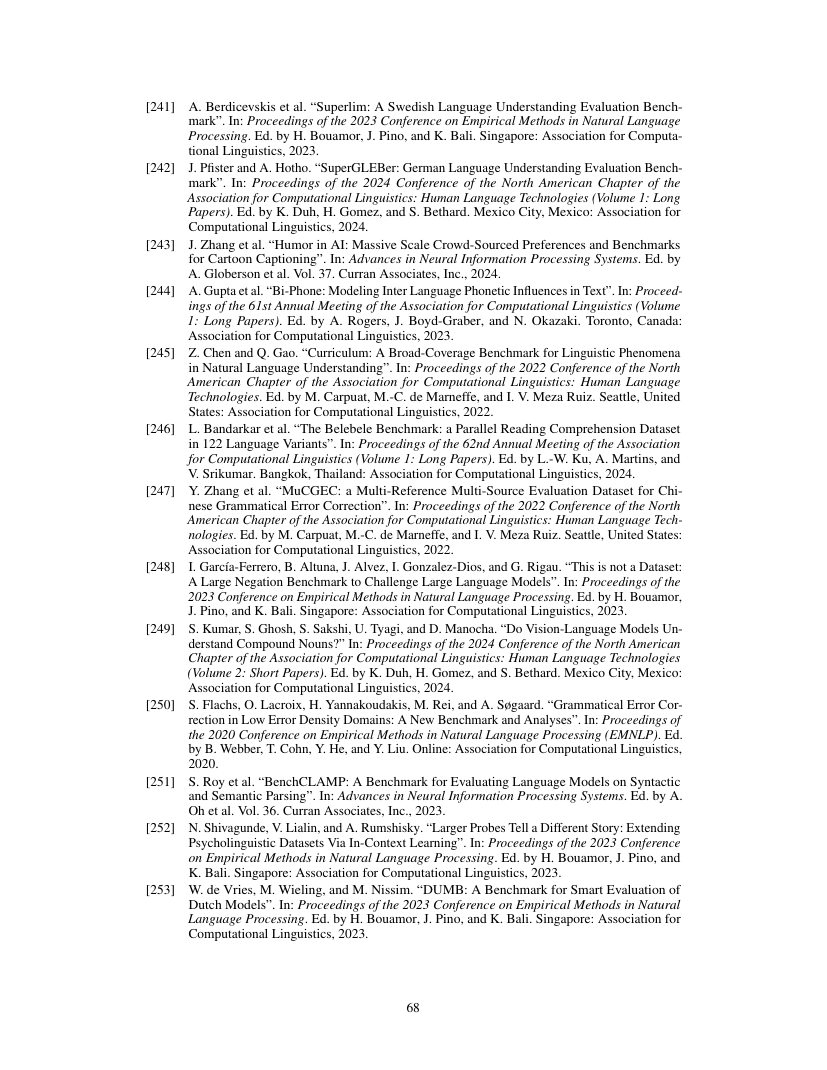 [241] A. Berdicevskis et al. “Superlim: A Swedish Language Understanding Evaluation Bench-
mark”. In: Proceedings of the 2023 Conference on Empirical Methods in Natural Language
Processing. Ed. by H. Bouamor, J. Pino, and K. Bali. Singapore: Association for Computa-
tional Linguistics, 2023.
[242] J. Pfister and A. Hotho. “SuperGLEBer: German Language Understanding Evaluation Bench-
mark”. In: Proceedings of the 2024 Conference of the North American Chapter of the
Association for Computational Linguistics: Human Language Technologies (Volume 1: Long
Papers). Ed. by K. Duh, H. Gomez, and S. Bethard. Mexico City, Mexico: Association for
Computational Linguistics, 2024.
[243] J. Zhang et al. “Humor in AI: Massive Scale Crowd-Sourced Preferences and Benchmarks
for Cartoon Captioning”. In: Advances in Neural Information Processing Systems. Ed. by
A. Globerson et al. Vol. 37. Curran Associates, Inc., 2024.
[244] A. Gupta et al. “Bi-Phone: Modeling Inter Language Phonetic Influences in Text”. In: Proceed-
ings of the 61st Annual Meeting of the Association for Computational Linguistics (Volume
1: Long Papers). Ed. by A. Rogers, J. Boyd-Graber, and N. Okazaki. Toronto, Canada:
Association for Computational Linguistics, 2023.
[245] Z. Chen and Q. Gao. “Curriculum: A Broad-Coverage Benchmark for Linguistic Phenomena
in Natural Language Understanding”. In: Proceedings of the 2022 Conference of the North
American Chapter of the Association for Computational Linguistics: Human Language
Technologies. Ed. by M. Carpuat, M.-C. de Marneffe, and I. V. Meza Ruiz. Seattle, United
States: Association for Computational Linguistics, 2022.
[246] L. Bandarkar et al. “The Belebele Benchmark: a Parallel Reading Comprehension Dataset
in 122 Language Variants”. In: Proceedings of the 62nd Annual Meeting of the Association
for Computational Linguistics (Volume 1: Long Papers). Ed. by L.-W. Ku, A. Martins, and
V. Srikumar. Bangkok, Thailand: Association for Computational Linguistics, 2024.
[247] Y. Zhang et al. “MuCGEC: a Multi-Reference Multi-Source Evaluation Dataset for Chi-
nese Grammatical Error Correction”. In: Proceedings of the 2022 Conference of the North
American Chapter of the Association for Computational Linguistics: Human Language Tech-
nologies. Ed. by M. Carpuat, M.-C. de Marneffe, and I. V. Meza Ruiz. Seattle, United States:
Association for Computational Linguistics, 2022.
[248] I. García-Ferrero, B. Altuna, J. Alvez, I. Gonzalez-Dios, and G. Rigau. “This is not a Dataset:
A Large Negation Benchmark to Challenge Large Language Models”. In: Proceedings of the
2023 Conference on Empirical Methods in Natural Language Processing. Ed. by H. Bouamor,
J. Pino, and K. Bali. Singapore: Association for Computational Linguistics, 2023.
[249] S. Kumar, S. Ghosh, S. Sakshi, U. Tyagi, and D. Manocha. “Do Vision-Language Models Un-
derstand Compound Nouns?” In: Proceedings of the 2024 Conference of the North American
Chapter of the Association for Computational Linguistics: Human Language Technologies
(Volume 2: Short Papers). Ed. by K. Duh, H. Gomez, and S. Bethard. Mexico City, Mexico:
Association for Computational Linguistics, 2024.
[250] S. Flachs, O. Lacroix, H. Yannakoudakis, M. Rei, and A. Søgaard. “Grammatical Error Cor-
rection in Low Error Density Domains: A New Benchmark and Analyses”. In: Proceedings of
the 2020 Conference on Empirical Methods in Natural Language Processing (EMNLP). Ed.
by B. Webber, T. Cohn, Y. He, and Y. Liu. Online: Association for Computational Linguistics,
2020.
[251] S. Roy et al. “BenchCLAMP: A Benchmark for Evaluating Language Models on Syntactic
and Semantic Parsing”. In: Advances in Neural Information Processing Systems. Ed. by A.
Oh et al. Vol. 36. Curran Associates, Inc., 2023.
[252] N. Shivagunde, V. Lialin, and A. Rumshisky. “Larger Probes Tell a Different Story: Extending
Psycholinguistic Datasets Via In-Context Learning”. In: Proceedings of the 2023 Conference
on Empirical Methods in Natural Language Processing. Ed. by H. Bouamor, J. Pino, and
K. Bali. Singapore: Association for Computational Linguistics, 2023.
[253] W. de Vries, M. Wieling, and M. Nissim. “DUMB: A Benchmark for Smart Evaluation of
Dutch Models”. In: Proceedings of the 2023 Conference on Empirical Methods in Natural
Language Processing. Ed. by H. Bouamor, J. Pino, and K. Bali. Singapore: Association for
Computational Linguistics, 2023.
68